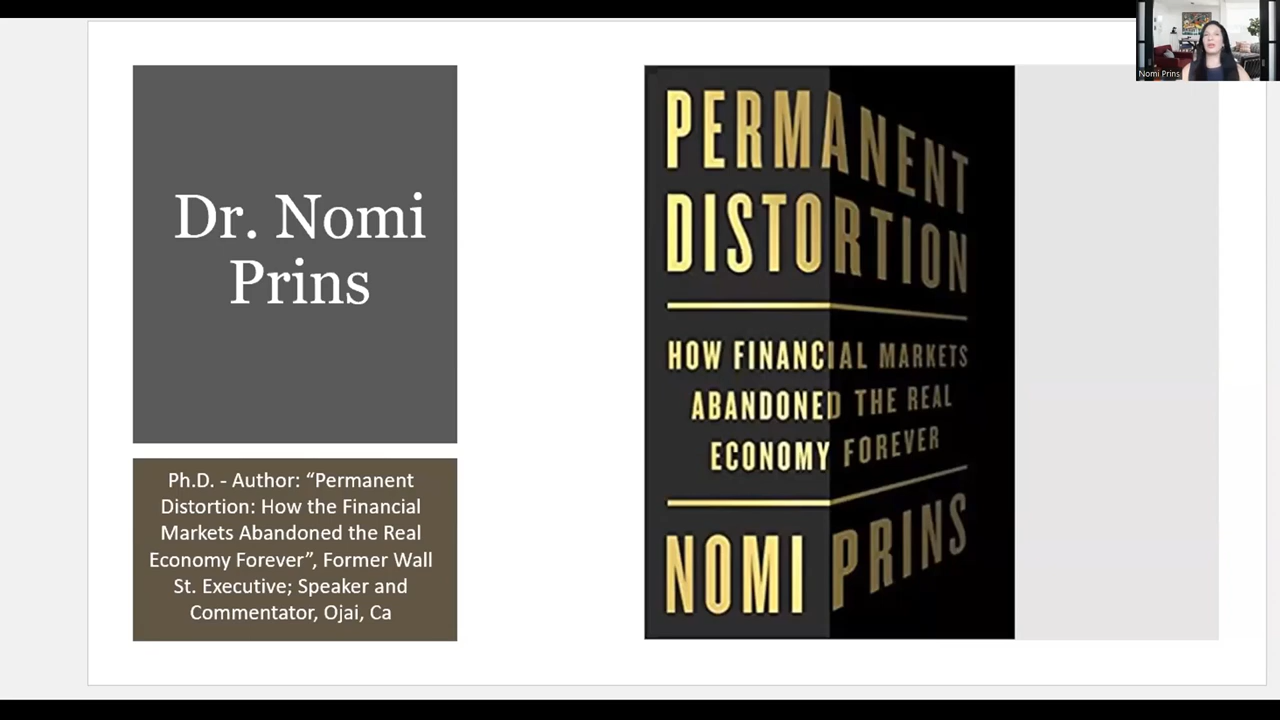 Dr. Nomi
Prins
Ph.D. - Author: “Permanent
Distortion: How the Financial
Markets Abandoned the Real
Economy Forever”, Former Wall
St. Executive; Speaker and
Commentator, Ojai, Ca
PERMANENT
DISTORTION
HOW FINANCIAL MARKETS
ABANDONED THE REAL
ECONOMY FOREVER
NOMI PRINS
Nomi Prins